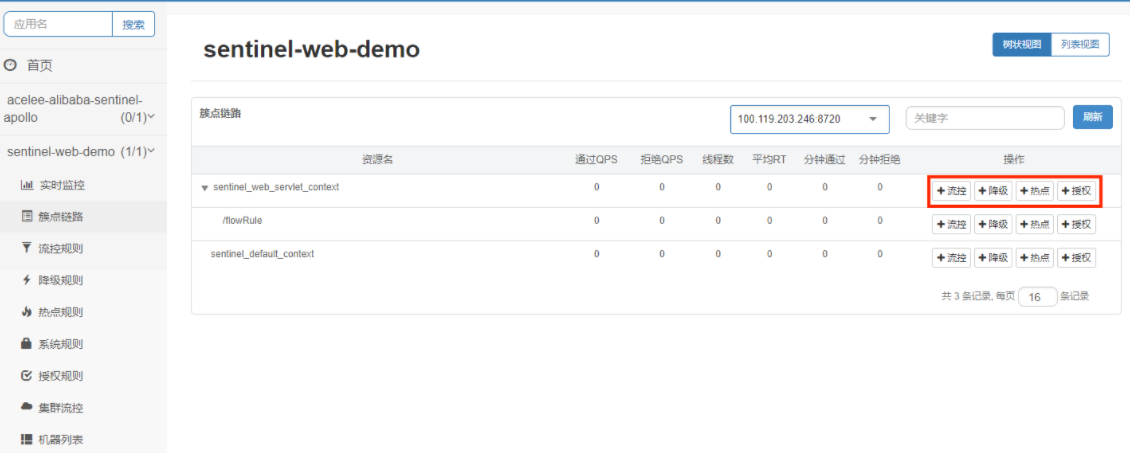 应用名 搜索
首页
acelee-alibaba-sentinel-
apollo (0/1)
sentinel-web-demo (1/1)
实时监控
簇点链路
流控规则
降级规则
热点规则
系统规则
授权规则
集群流控
机器列表
sentinel-web-demo
树状视图 列表视图
簇点链路 100.119.203.246:8720 关键字 刷新
资源名 通过QPS 拒绝QPS 线程数 平均RT 分钟通过 分钟拒绝 操作
sentinel_web_servlet_context 0 0 0 0 0 0 +流控 +降级 +热点 +授权
/flowRule 0 0 0 0 0 0 +流控 +降级 +热点 +授权
sentinel_default_context 0 0 0 0 0 0 +流控 +降级 +热点 +授权
共 3 条记录, 每页 16 条记录